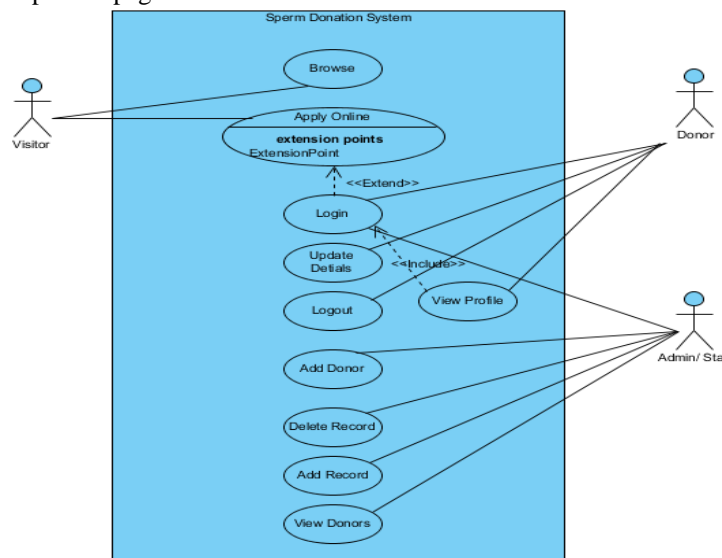 Sperm Donation System
Browse
Visitor
Apply Online
extension points
ExtensionPoint
Donor
<<Extend>>
Login
Update
Detials
<<Include>>
View Profile
Logout
Admin/ Sta
Add Donor
Delete Record
Add Record
View Donors